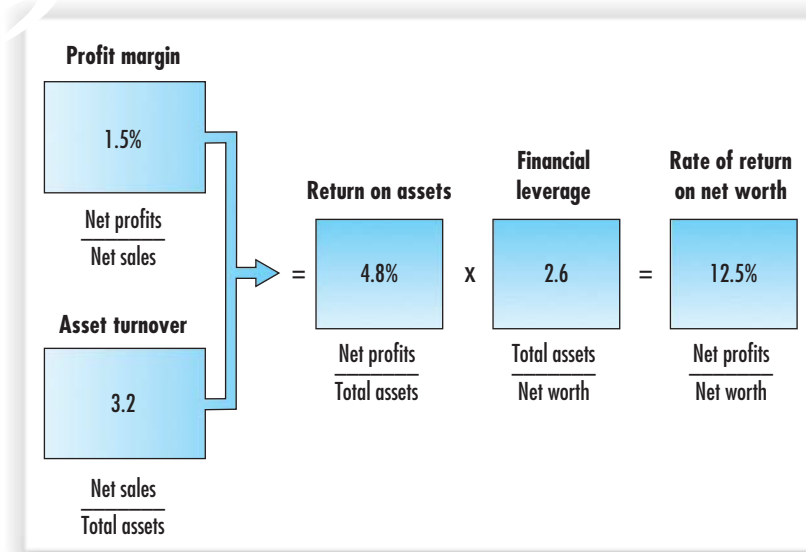 Profit margin
1.5%
Net profits
Net sales
Asset turnover
3.2
Net sales
Total assets
=
Return on assets
4.8%
Net profits
Total assets
x
Financial
leverage
2.6
Total assets
Net worth
=
Rate of return
on net worth
12.5%
Net profits
Net worth